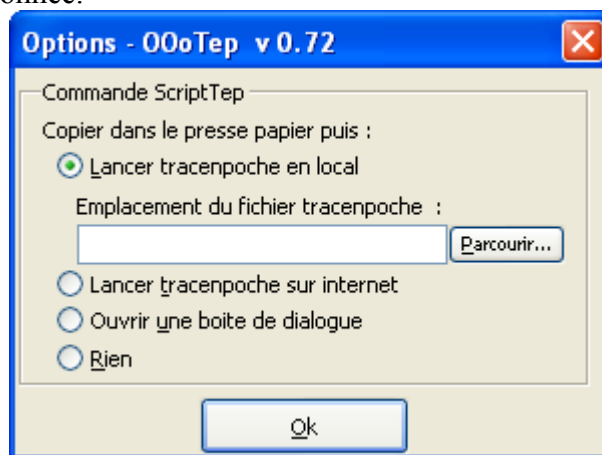 Options - OOoTep v 0.72
Commande ScriptTep
Copier dans le presse papier puis :
Lancer tracenpoche en local
Emplacement du fichier tracenpoche :
Parcourir...
Lancer tracenpoche sur internet
Ouvrir une boite de dialogue
Rien
Ok